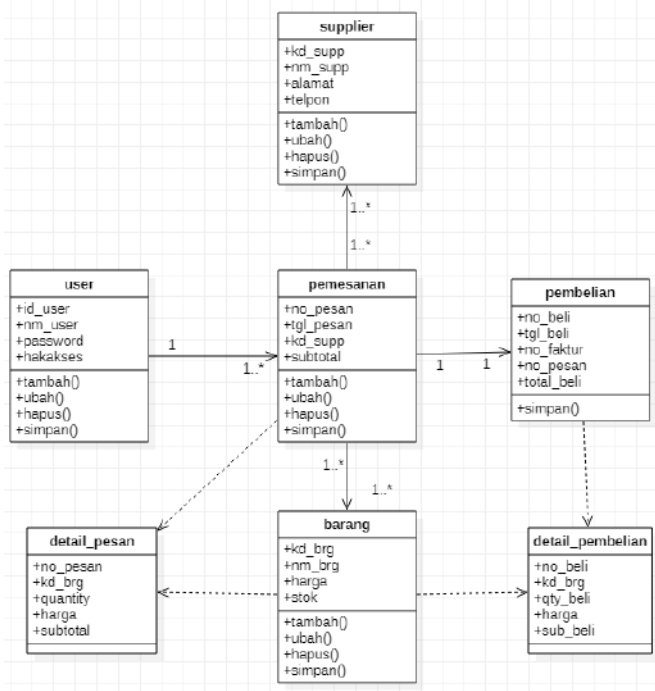 supplier
+kd_supp
+nm_supp
+alamat
+telpon
+tambah()
+ubah()
+hapus()
+simpan()
1..*
1..*
user
+id_user
+nm_user
+password
+hakakses
+tambah()
+ubah()
+hapus()
+simpan()
1
1..*
pemesanan
+no_pesan
+tgl_pesan
+kd_supp
+subtotal
+tambah()
+ubah()
+hapus()
+simpan()
1
1
pembelian
+no_beli
+tgl_beli
+no_faktur
+no_pesan
+total_beli
+simpan()
1..*
1..*
detail_pesan
+no_pesan
+kd_brg
+quantity
+harga
+subtotal
barang
+kd_brg
+nm_brg
+harga
+stok
+tambah()
+ubah()
+hapus()
+simpan()
detail_pembelian
+no_beli
+kd_brg
+qty_beli
+harga
+sub_beli